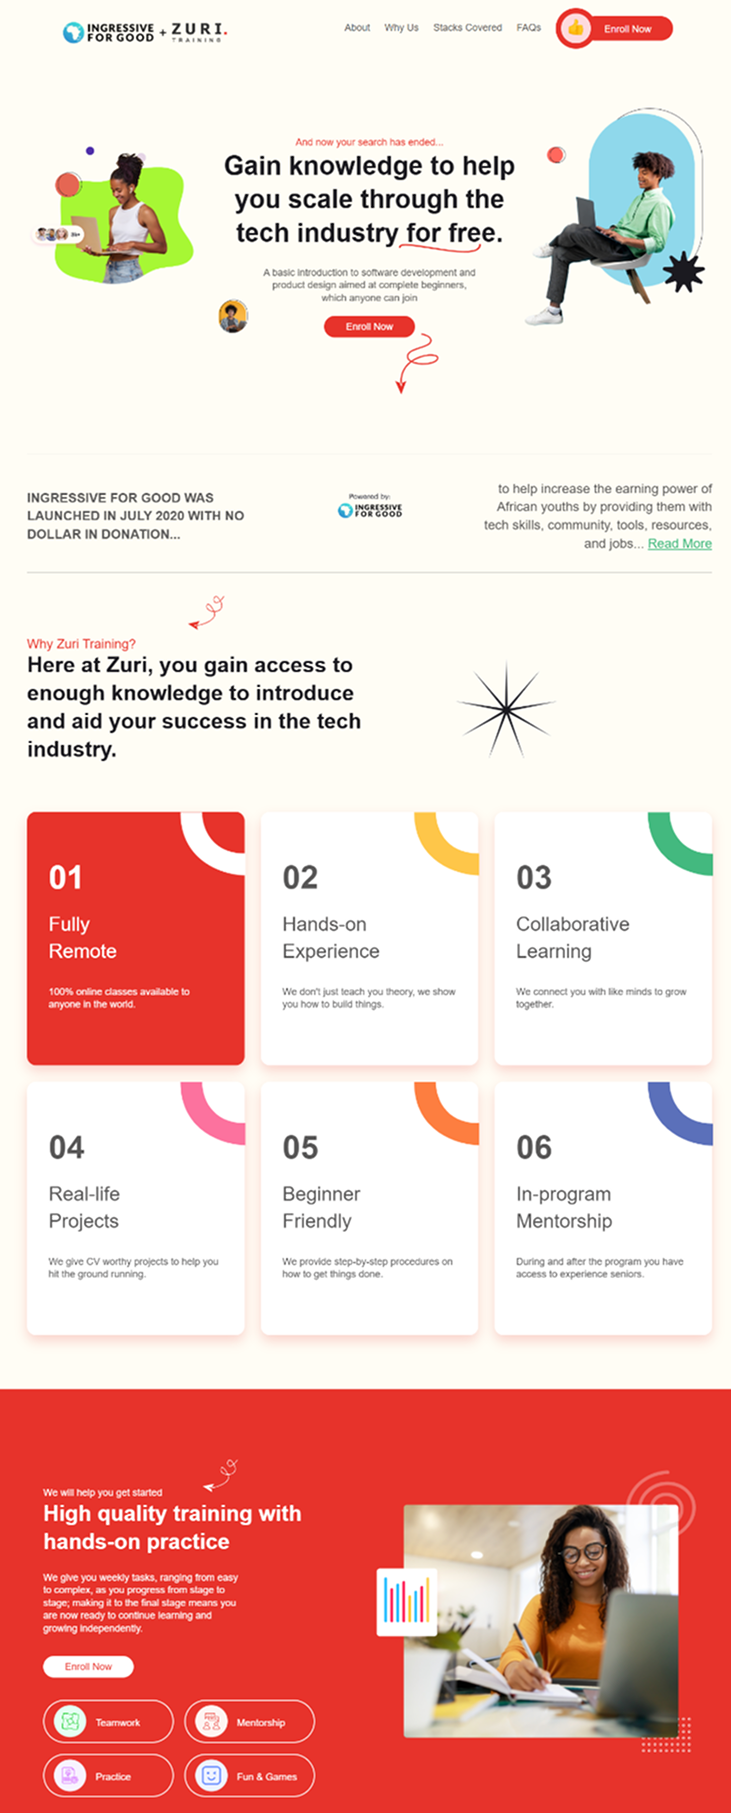 INGRESSIVE
FOR GOOD
+
ZURI.
TRAINING
About
Why Us
Stacks Covered
FAQs
Enroll Now
And now your search has ended...
Gain knowledge to help
you scale through the
tech industry for free.
A basic introduction to software development and
product design aimed at complete beginners,
which anyone can join
Enroll Now
INGRESSIVE FOR GOOD WAS
LAUNCHED IN JULY 2020 WITH NO
DOLLAR IN DONATION...
Powered by:
INGRESSIVE
FOR GOOD
to help increase the earning power of
African youths by providing them with
tech skills, community, tools, resources,
and jobs... Read More
Why Zuri Training?
Here at Zuri, you gain access to
enough knowledge to introduce
and aid your success in the tech
industry.
01
Fully
Remote
100% online classes available to
anyone in the world.
02
Hands-on
Experience
We don't just teach you theory, we show
you how to build things.
03
Collaborative
Learning
We connect you with like minds to grow
together.
04
Real-life
Projects
We give CV worthy projects to help you
hit the ground running.
05
Beginner
Friendly
We provide step-by-step procedures on
how to get things done.
06
In-program
Mentorship
During and after the program you have
access to experience seniors.
We will help you get started
High quality training with
hands-on practice
We give you weekly tasks, ranging from easy
to complex, as you progress from stage to
stage; making it to the final stage means you
are now ready to continue learning and
growing independently.
Enroll Now
Teamwork
Mentorship
Practice
Fun & Games